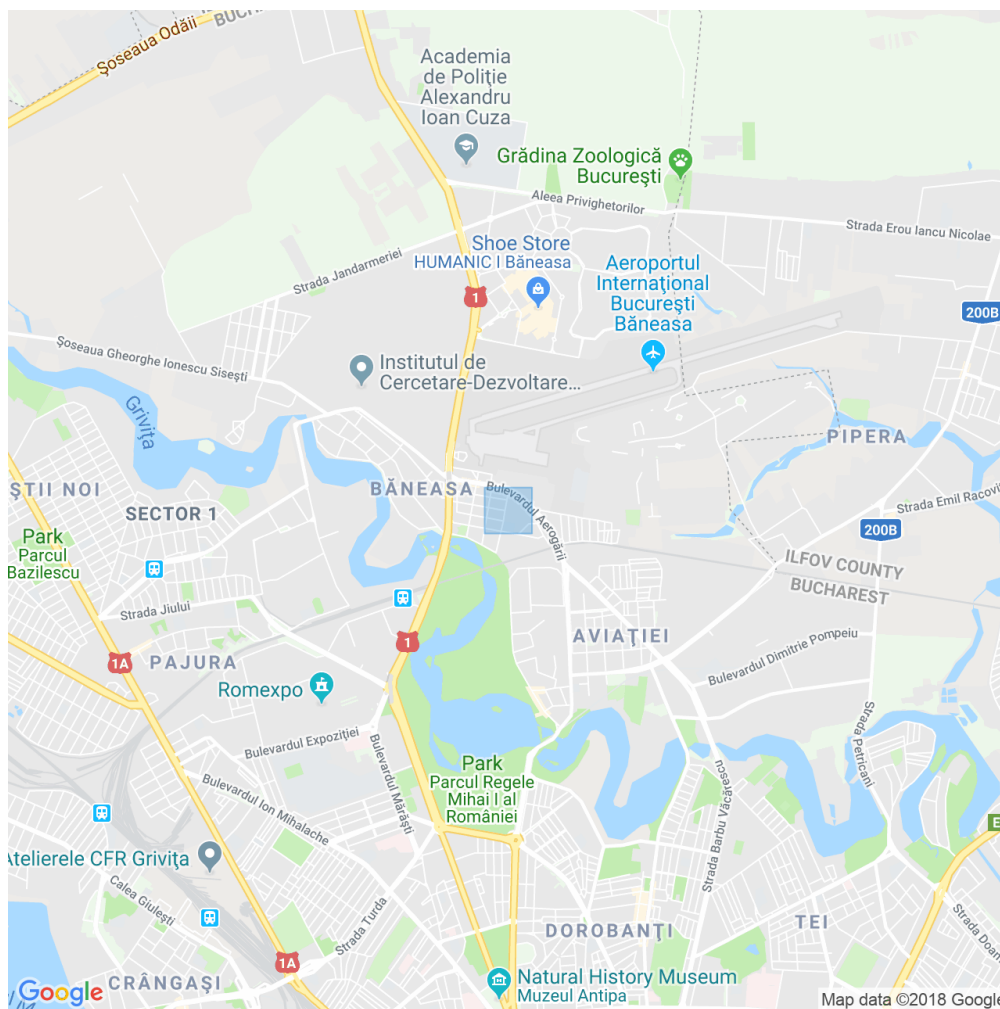 Şoseaua Odăii
BUCHA
Academia
de Poliţie
Alexandru
Ioan Cuza
Grădina Zoologică
Bucureşti
Aleea Privighetorilor
Strada Erou Iancu Nicolae
Shoe Store
HUMANIC I Băneasa
Strada Jandarmeriei
Aeroportul
Internaţional
Bucureşti
Băneasa
1
200B
Şoseaua Gheorghe Ionescu Siseşti
Institutul de
Cercetare-Dezvoltare...
Griviţa
PIPERA
ŞTII NOI
BĂNEASA
Bulevardul Aerogării
Strada Emil Racoviţ
SECTOR 1
200B
Park
Parcul
Bazilescu
ILFOV COUNTY
BUCHAREST
Strada Jiului
1
AVIAŢIEI
Bulevardul Dimitrie Pompeiu
1A
PAJURA
Romexpo
Strada Petricani
Bulevardul Expoziţiei
Bulevardul Mărăşti
Park
Parcul Regele
Mihai I al
României
Bulevardul Ion Mihalache
Strada Barbu Văcărescu
E
Atelierele CFR Griviţa
Calea Giuleşti
Strada Turda
DOROBANŢI
TEI
Strada Doam
1A
CRÂNGAŞI
Natural History Museum
Muzeul Antipa
Google
Map data ©2018 Google